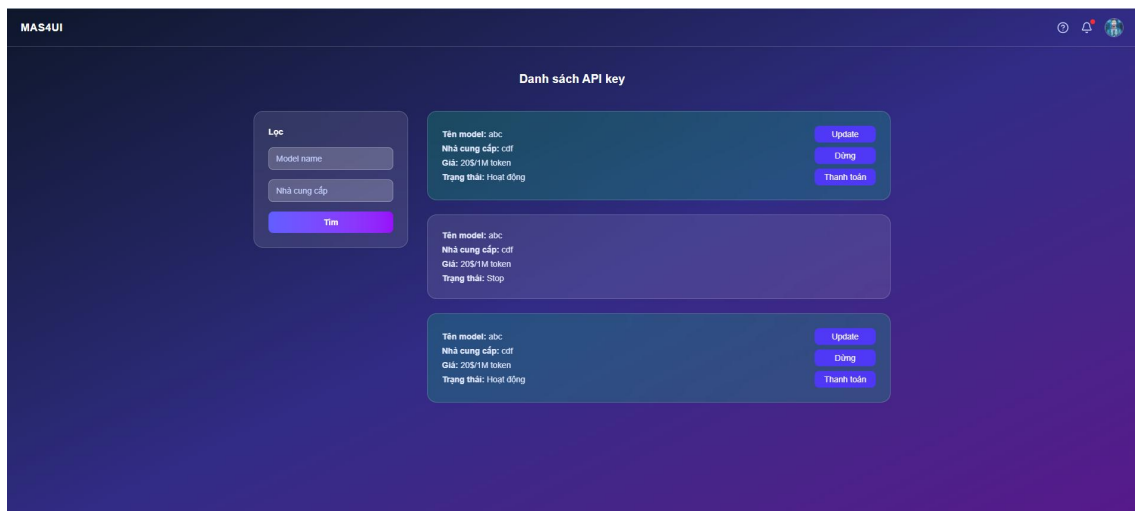 MAS4UI
Danh sách API key
Lọc
Model name
Nhà cung cấp
Tìm
Tên model: abc
Nhà cung cấp: cdf
Giá: 20$/1M token
Trạng thái: Hoạt động
Update
Dừng
Thanh toán
Tên model: abc
Nhà cung cấp: cdf
Giá: 20$/1M token
Trạng thái: Stop
Tên model: abc
Nhà cung cấp: cdf
Giá: 20$/1M token
Trạng thái: Hoạt động
Update
Dừng
Thanh toán